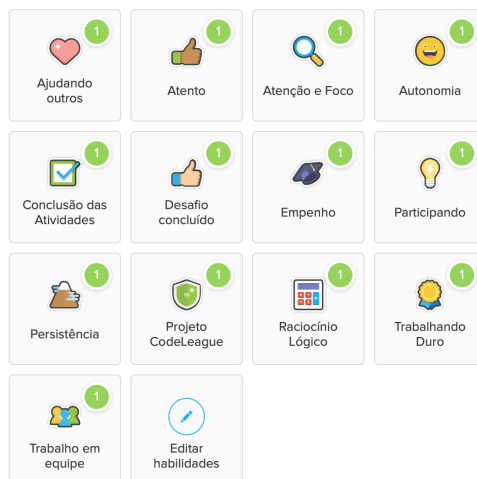 1
1
1
1
Ajudando
outros
Atento
Atenção e Foco
Autonomia
1
1
1
1
Conclusão das
Atividades
Desafio
concluído
Empenho
Participando
1
1
1
1
Persistência
Projeto
CodeLeague
Raciocínio
Lógico
Trabalhando
Duro
1
Trabalho em
equipe
Editar
habilidades